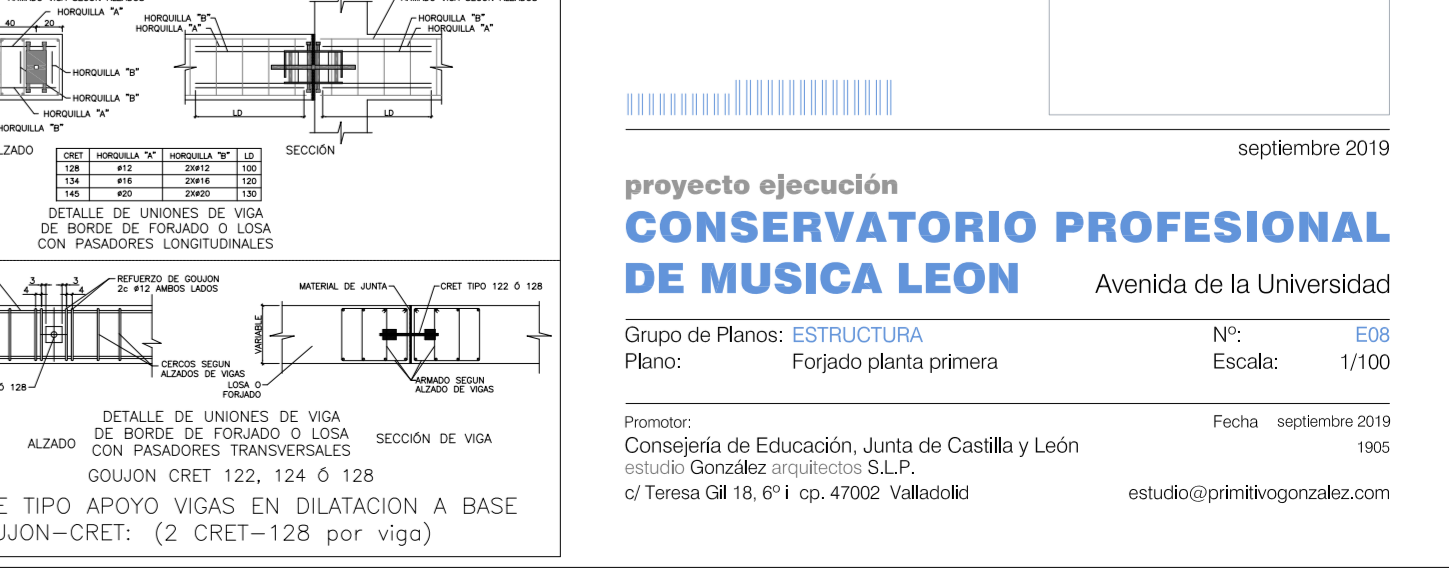 HORQUILLA "A"
40 20
HORQUILLA "B"
HORQUILLA "B"
HORQUILLA "A"
HORQUILLA "B"
ALZADO
HORQUILLA "B"
HORQUILLA "A"
HORQUILLA "B"
HORQUILLA "A"
LD LD
SECCIÓN
CRET HORQUILLA "A" HORQUILLA "B" LD
128 ø12 2Xø12 100
134 ø16 2Xø16 120
145 ø20 2Xø20 130
DETALLE DE UNIONES DE VIGA
DE BORDE DE FORJADO O LOSA
CON PASADORES LONGITUDINALES
3 3
4 4
REFUERZO DE GOUJON
2c ø12 AMBOS LADOS
CERCOS SEGUN
ALZADOS DE VIGAS
Ó 128
MATERIAL DE JUNTA
CRET TIPO 122 Ó 128
VARIABLE
LOSA O
FORJADO
ARMADO SEGUN
ALZADO DE VIGAS
ALZADO
DETALLE DE UNIONES DE VIGA
DE BORDE DE FORJADO O LOSA
CON PASADORES TRANSVERSALES
SECCIÓN DE VIGA
GOUJON CRET 122, 124 Ó 128
E TIPO APOYO VIGAS EN DILATACION A BASE
UJON-CRET: (2 CRET-128 por viga)
septiembre 2019
proyecto ejecución
CONSERVATORIO PROFESIONAL
DE MUSICA LEON Avenida de la Universidad
Grupo de Planos: ESTRUCTURA Nº: E08
Plano: Forjado planta primera Escala: 1/100
Promotor: Fecha septiembre 2019
Consejería de Educación, Junta de Castilla y León 1905
estudio González arquitectos S.L.P.
c/ Teresa Gil 18, 6º i cp. 47002 Valladolid estudio@primitivogonzalez.com